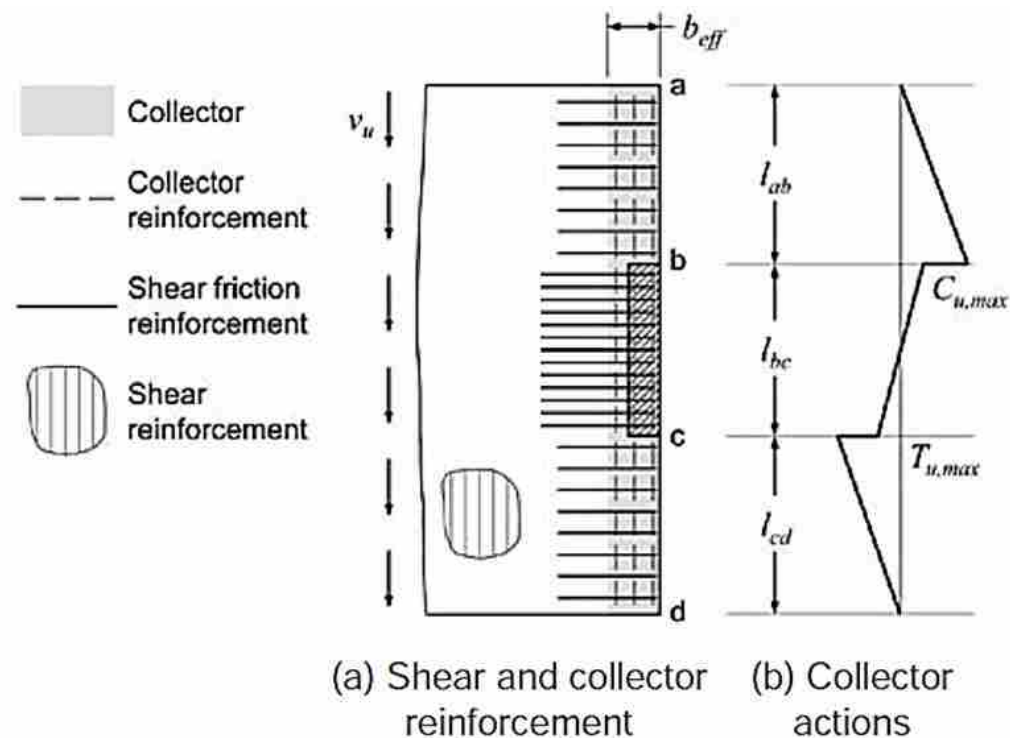 Collector
Collector
reinforcement
Shear friction
reinforcement
Shear
reinforcement
b_eff
v_u
a
b
c
d
l_ab
l_bc
l_cd
C_u,max
T_u,max
(a) Shear and collector
reinforcement
(b) Collector
actions